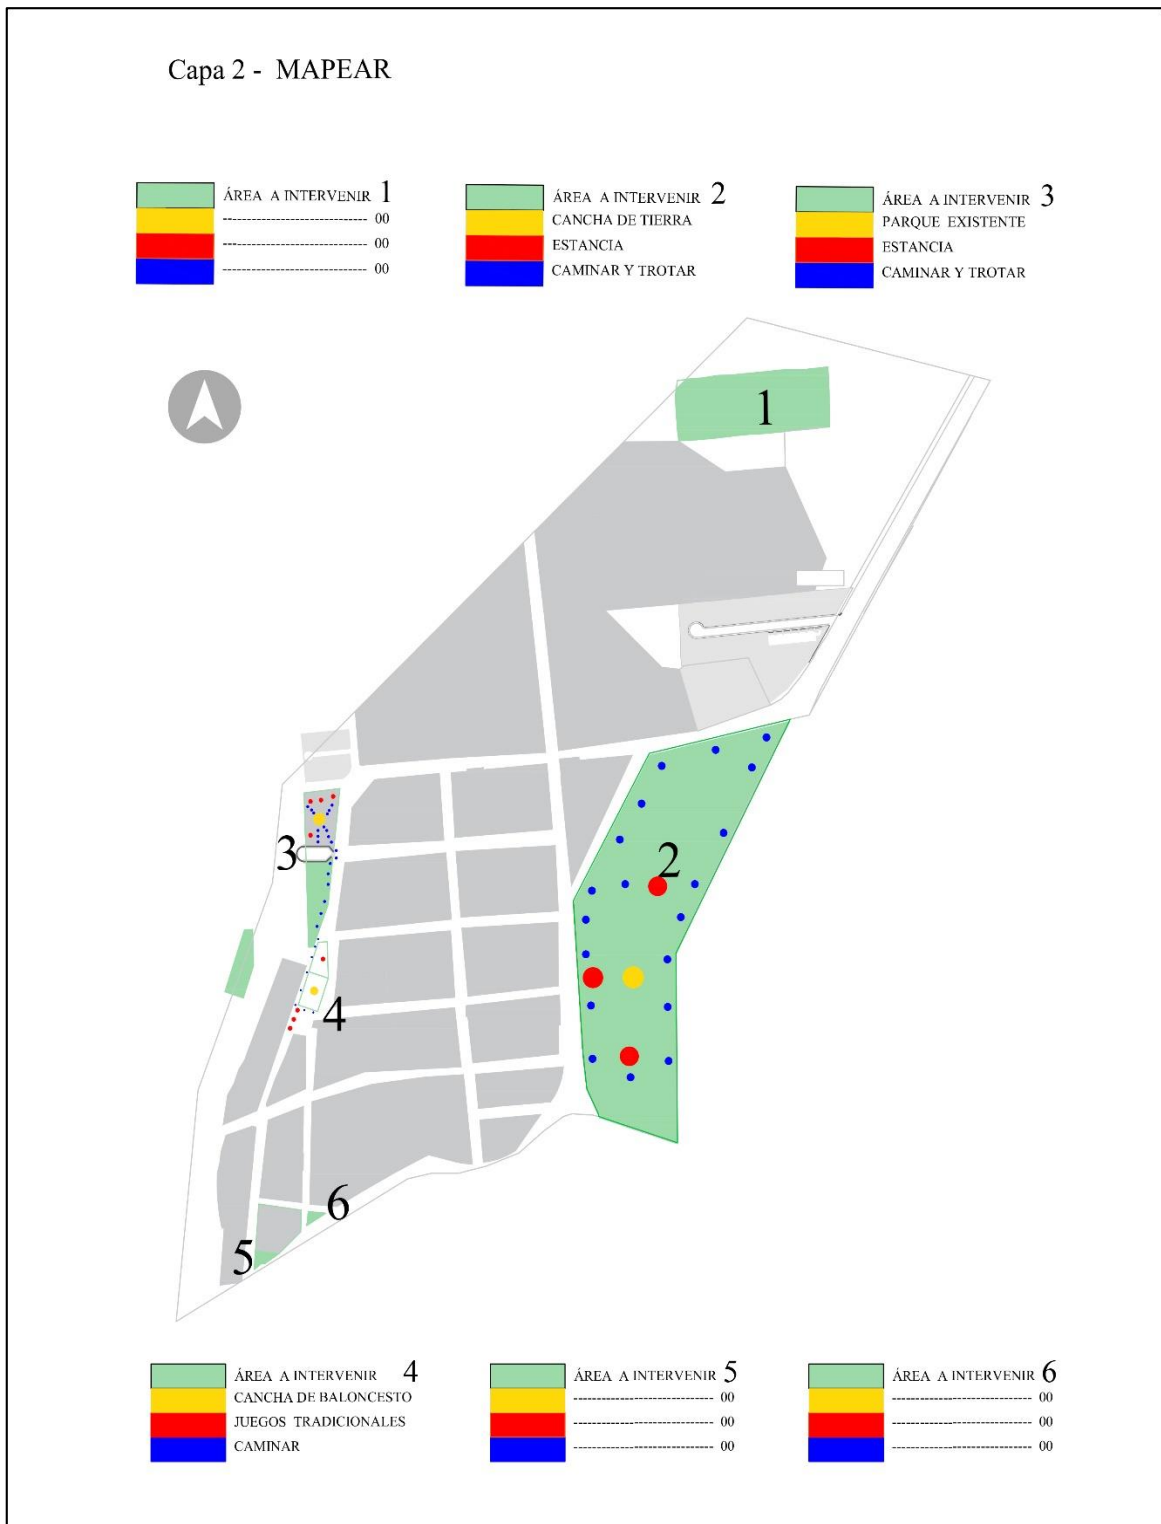 Capa 2 - MAPEAR
ÁREA A INTERVENIR 1
------------------------------- 00
------------------------------- 00
------------------------------- 00
ÁREA A INTERVENIR 2
CANCHA DE TIERRA
ESTANCIA
CAMINAR Y TROTAR
ÁREA A INTERVENIR 3
PARQUE EXISTENTE
ESTANCIA
CAMINAR Y TROTAR
1
2
3
4
6
5
ÁREA A INTERVENIR 4
CANCHA DE BALONCESTO
JUEGOS TRADICIONALES
CAMINAR
ÁREA A INTERVENIR 5
------------------------------- 00
------------------------------- 00
------------------------------- 00
ÁREA A INTERVENIR 6
------------------------------- 00
------------------------------- 00
------------------------------- 00